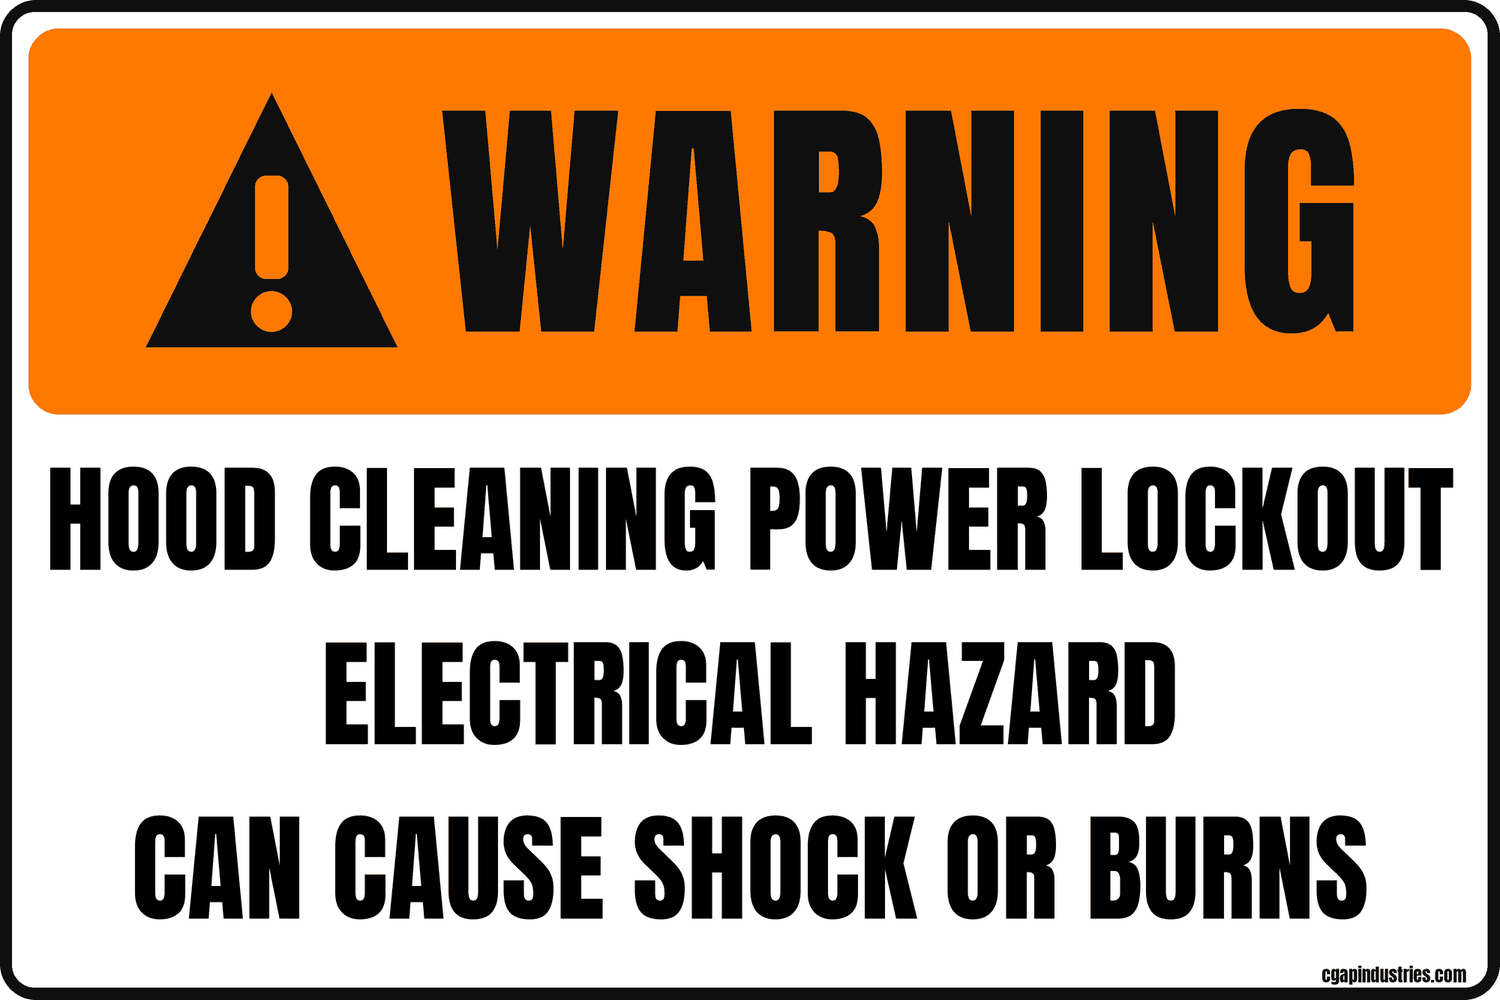 WARNING
HOOD CLEANING POWER LOCKOUT
ELECTRICAL HAZARD
CAN CAUSE SHOCK OR BURNS
cgapindustries.com